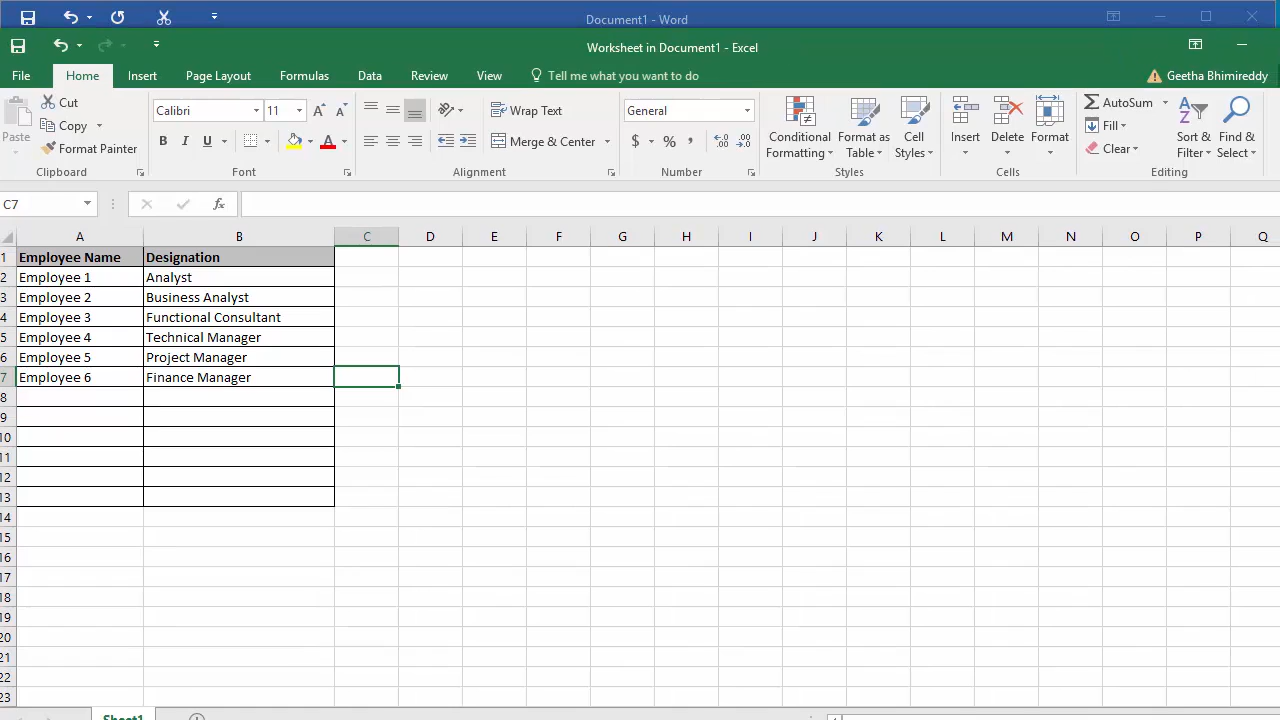 Document1 - Word
Worksheet in Document1 - Excel
File Home Insert Page Layout Formulas Data Review View Tell me what you want to do Geetha Bhimireddy
Paste Cut Copy Format Painter Clipboard
Calibri 11 B I U A A A Font
Wrap Text Merge & Center Alignment
General $ % , .0 .00 .00 .0 Number
Conditional Formatting Format as Table Cell Styles Styles
Insert Delete Format Cells
AutoSum Fill Clear Sort & Filter Find & Select Editing
C7 fx
A B C D E F G H I J K L M N O P Q
1 Employee Name Designation
2 Employee 1 Analyst
3 Employee 2 Business Analyst
4 Employee 3 Functional Consultant
5 Employee 4 Technical Manager
6 Employee 5 Project Manager
7 Employee 6 Finance Manager
8
9
10
11
12
13
14
15
16
17
18
19
20
21
22
23
Sheet1